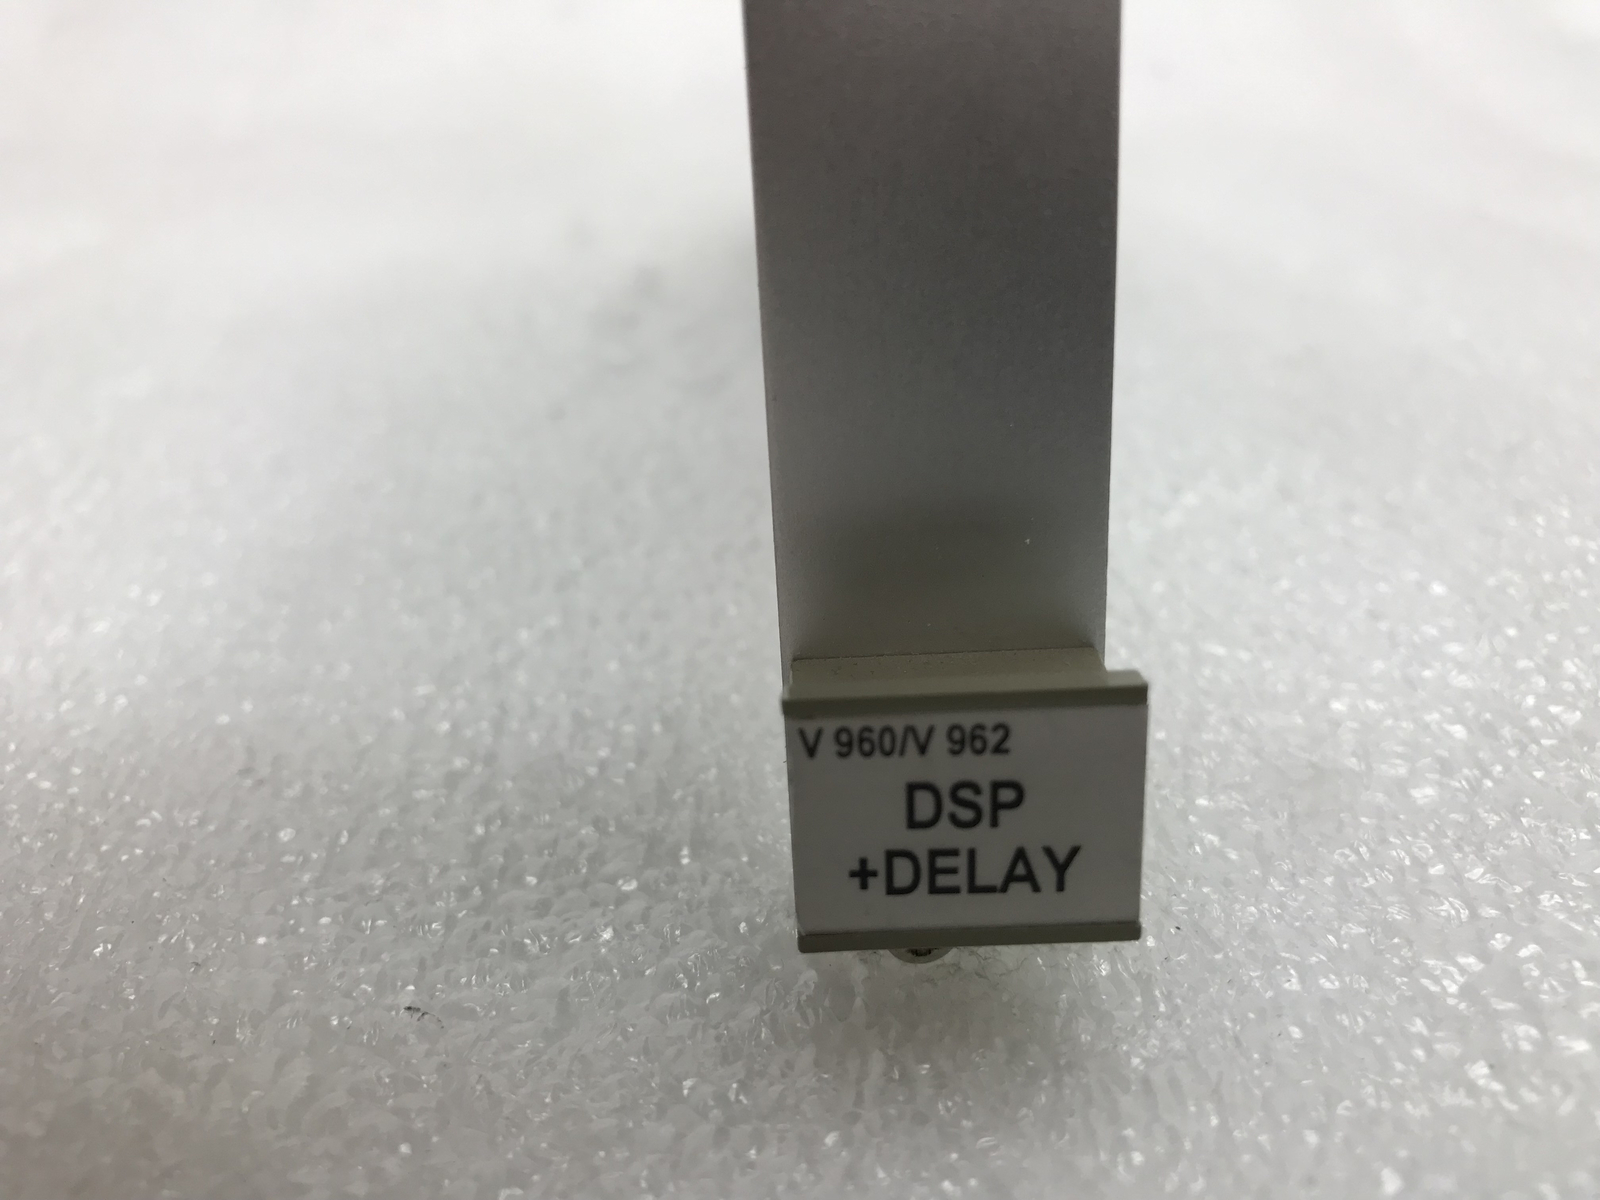 V 960/V 962
DSP
+DELAY